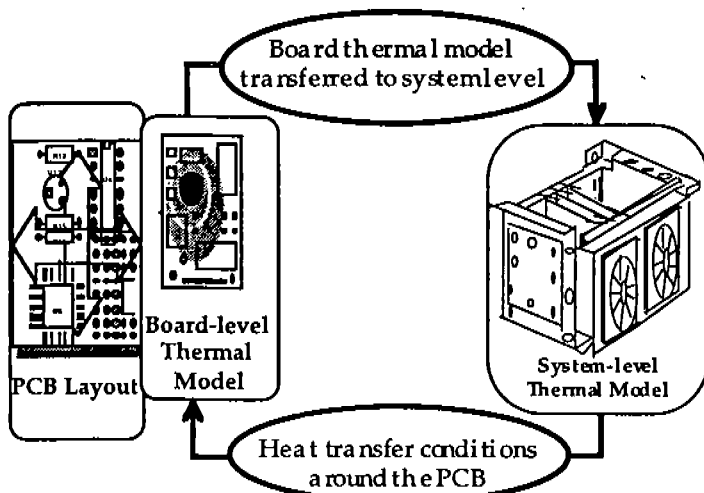 Board thermal model
transferred to system level
PCB Layout
Board-level
Thermal
Model
System-level
Thermal Model
Heat transfer conditions
around the PCB